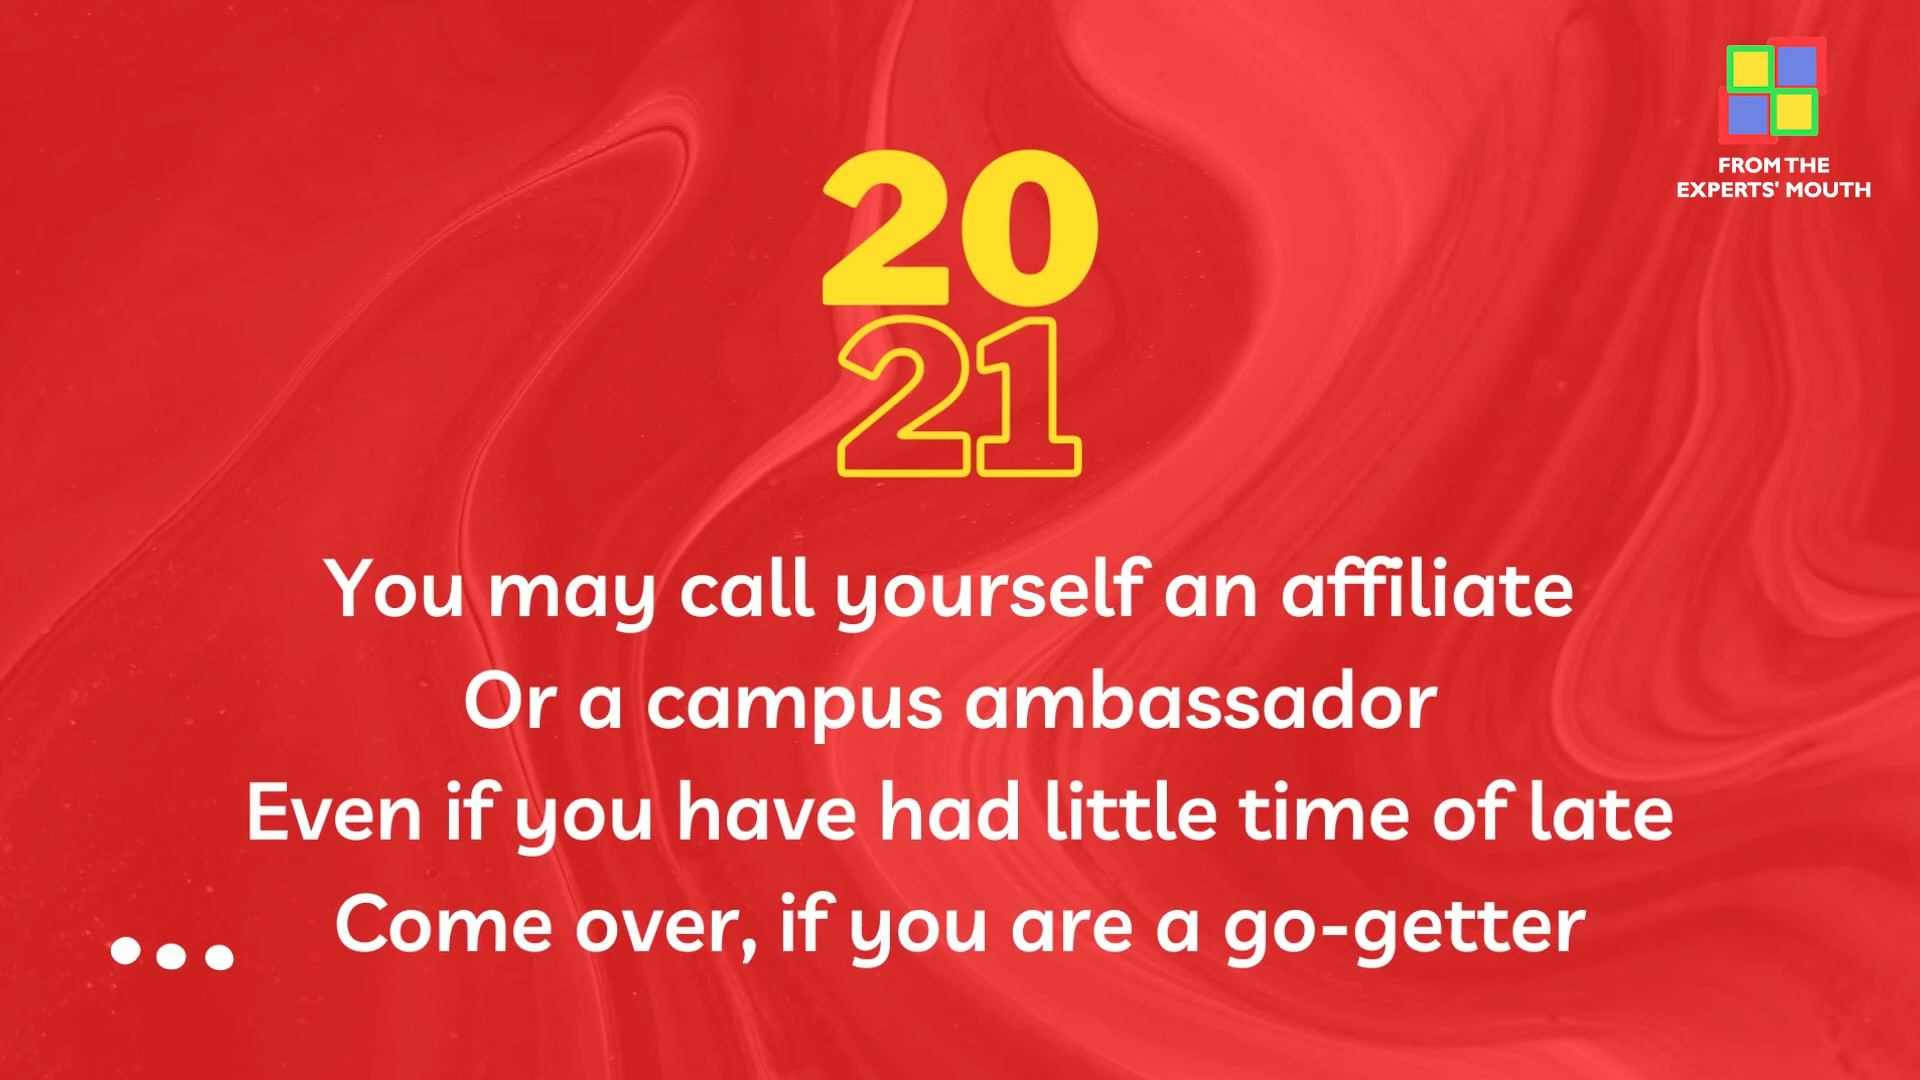 FROM THE
EXPERTS' MOUTH
20
21
You may call yourself an affiliate
Or a campus ambassador
Even if you have had little time of late
Come over, if you are a go-getter
...